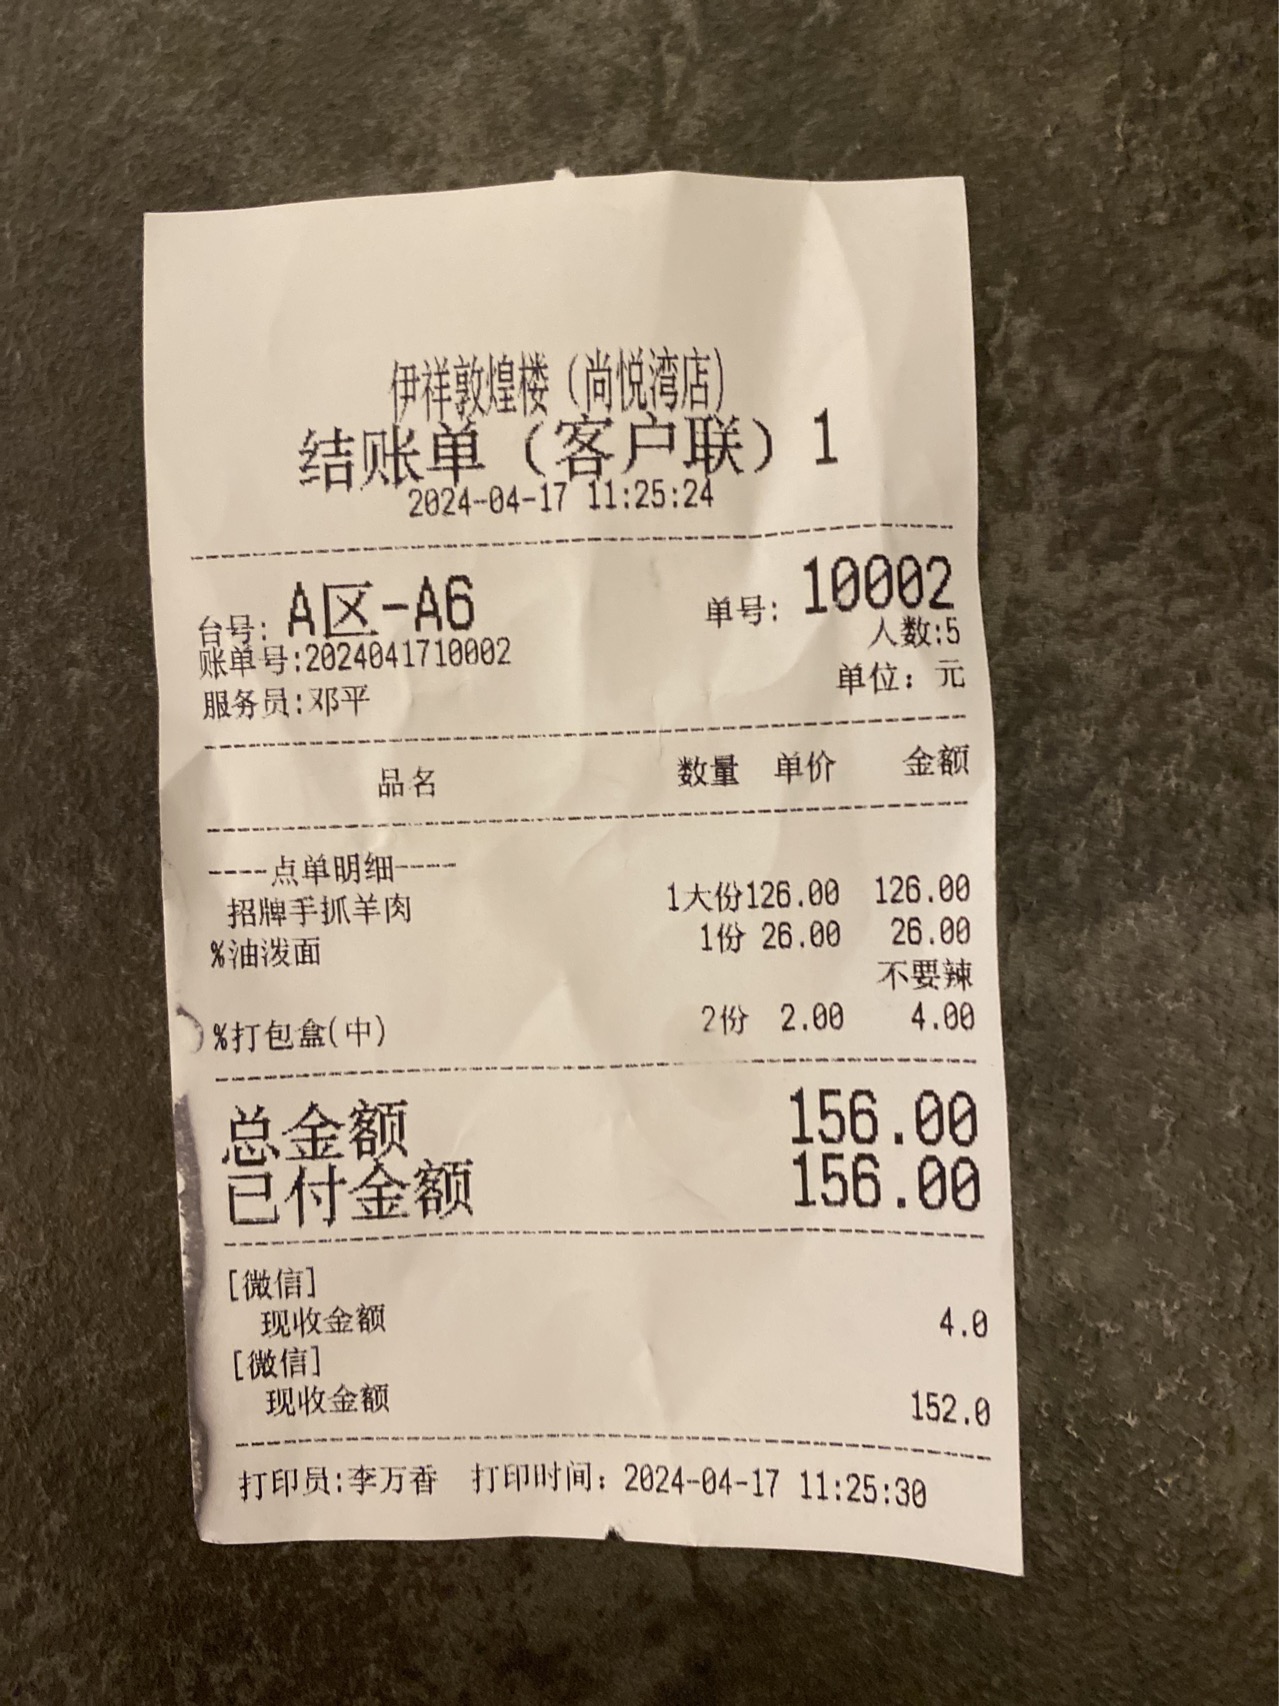 伊祥敦煌楼（尚悦湾店）
结账单（客户联）1
2024-04-17 11:25:24
台号: A区-A6 单号: 10002
人数:5
账单号:2024041710002
服务员:邓平 单位：元
品名 数量 单价 金额
----点单明细----
招牌手抓羊肉 1大份126.00 126.00
%油泼面 1份 26.00 26.00
不要辣
%打包盒(中) 2份 2.00 4.00
总金额 156.00
已付金额 156.00
[微信]
现收金额 4.0
[微信]
现收金额 152.0
打印员:李万香 打印时间：2024-04-17 11:25:30